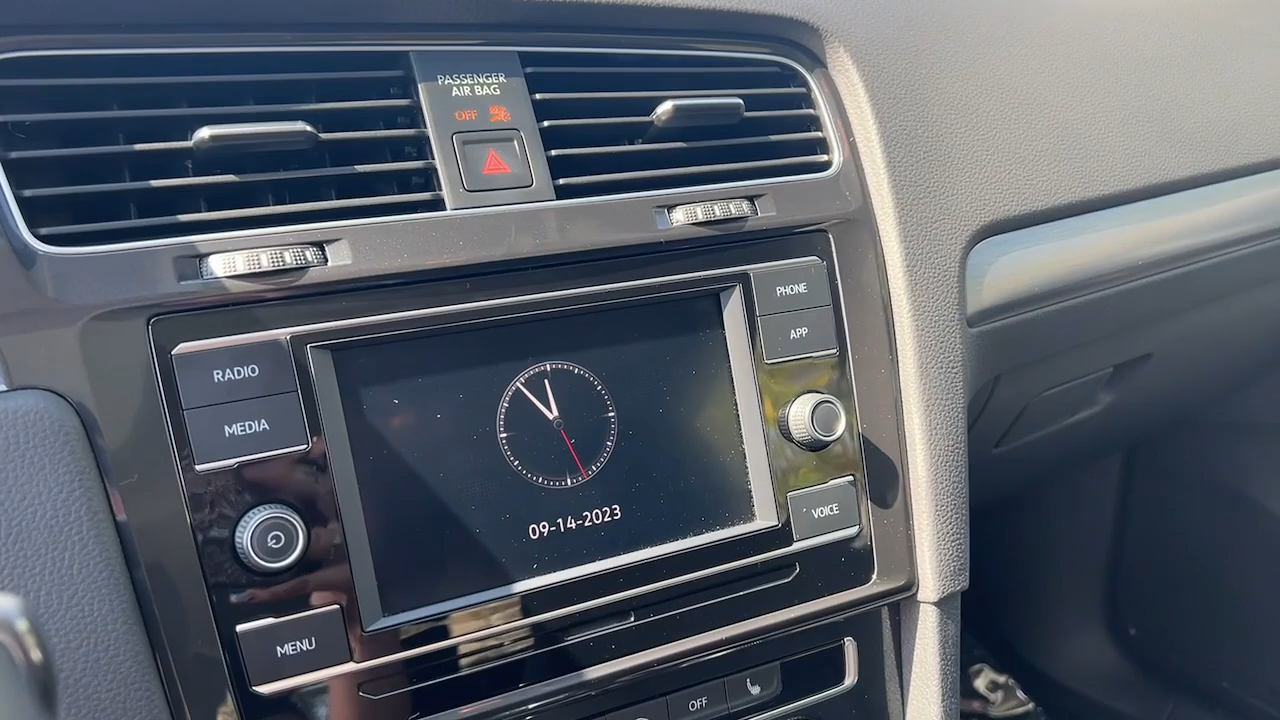 PASSENGER
AIR BAG
OFF
PHONE
APP
RADIO
MEDIA
09-14-2023
VOICE
MENU
OFF